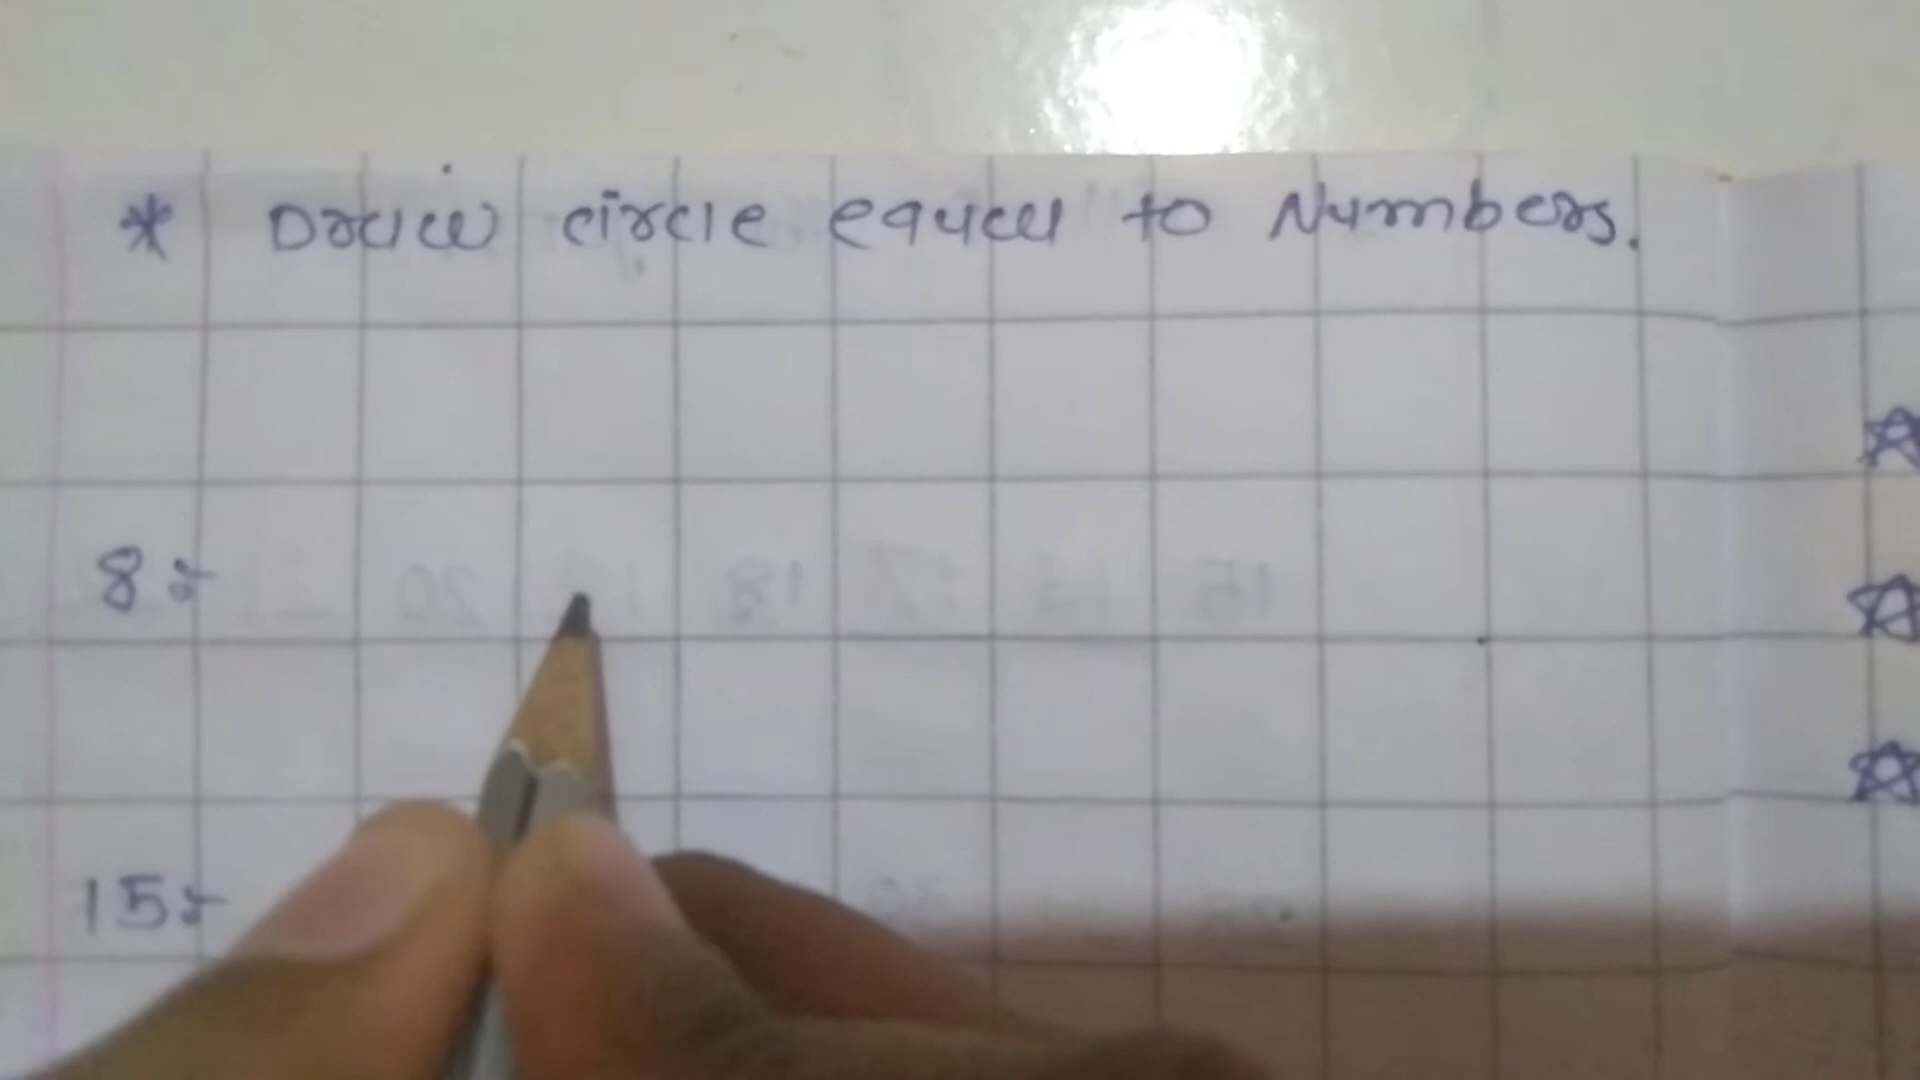 * Draw circle equal to Numbers.
8:-
15:-